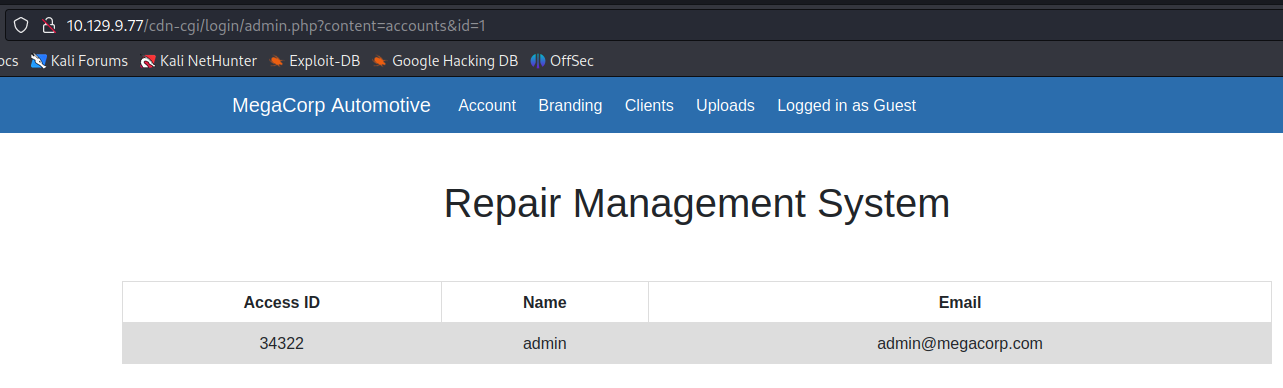 10.129.9.77/cdn-cgi/login/admin.php?content=accounts&id=1
Kali Forums Kali NetHunter Exploit-DB Google Hacking DB OffSec
MegaCorp Automotive Account Branding Clients Uploads Logged in as Guest
Repair Management System
Access ID Name Email
34322 admin admin@megacorp.com